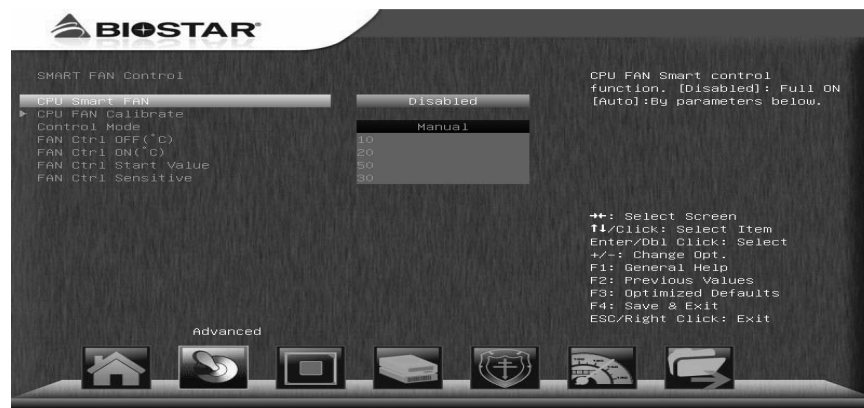 BIOSTAR®
SMART FAN Control
CPU Smart FAN Disabled
► CPU FAN Calibrate
Control Mode Manual
FAN Ctrl OFF(°C) 10
FAN Ctrl ON(°C) 20
FAN Ctrl Start Value 50
FAN Ctrl Sensitive 30
CPU FAN Smart control
function. [Disabled]: Full ON
[Auto]:By parameters below.
→←: Select Screen
↑↓/Click: Select Item
Enter/Dbl Click: Select
+/-: Change Opt.
F1: General Help
F2: Previous Values
F3: Optimized Defaults
F4: Save & Exit
ESC/Right Click: Exit
Advanced